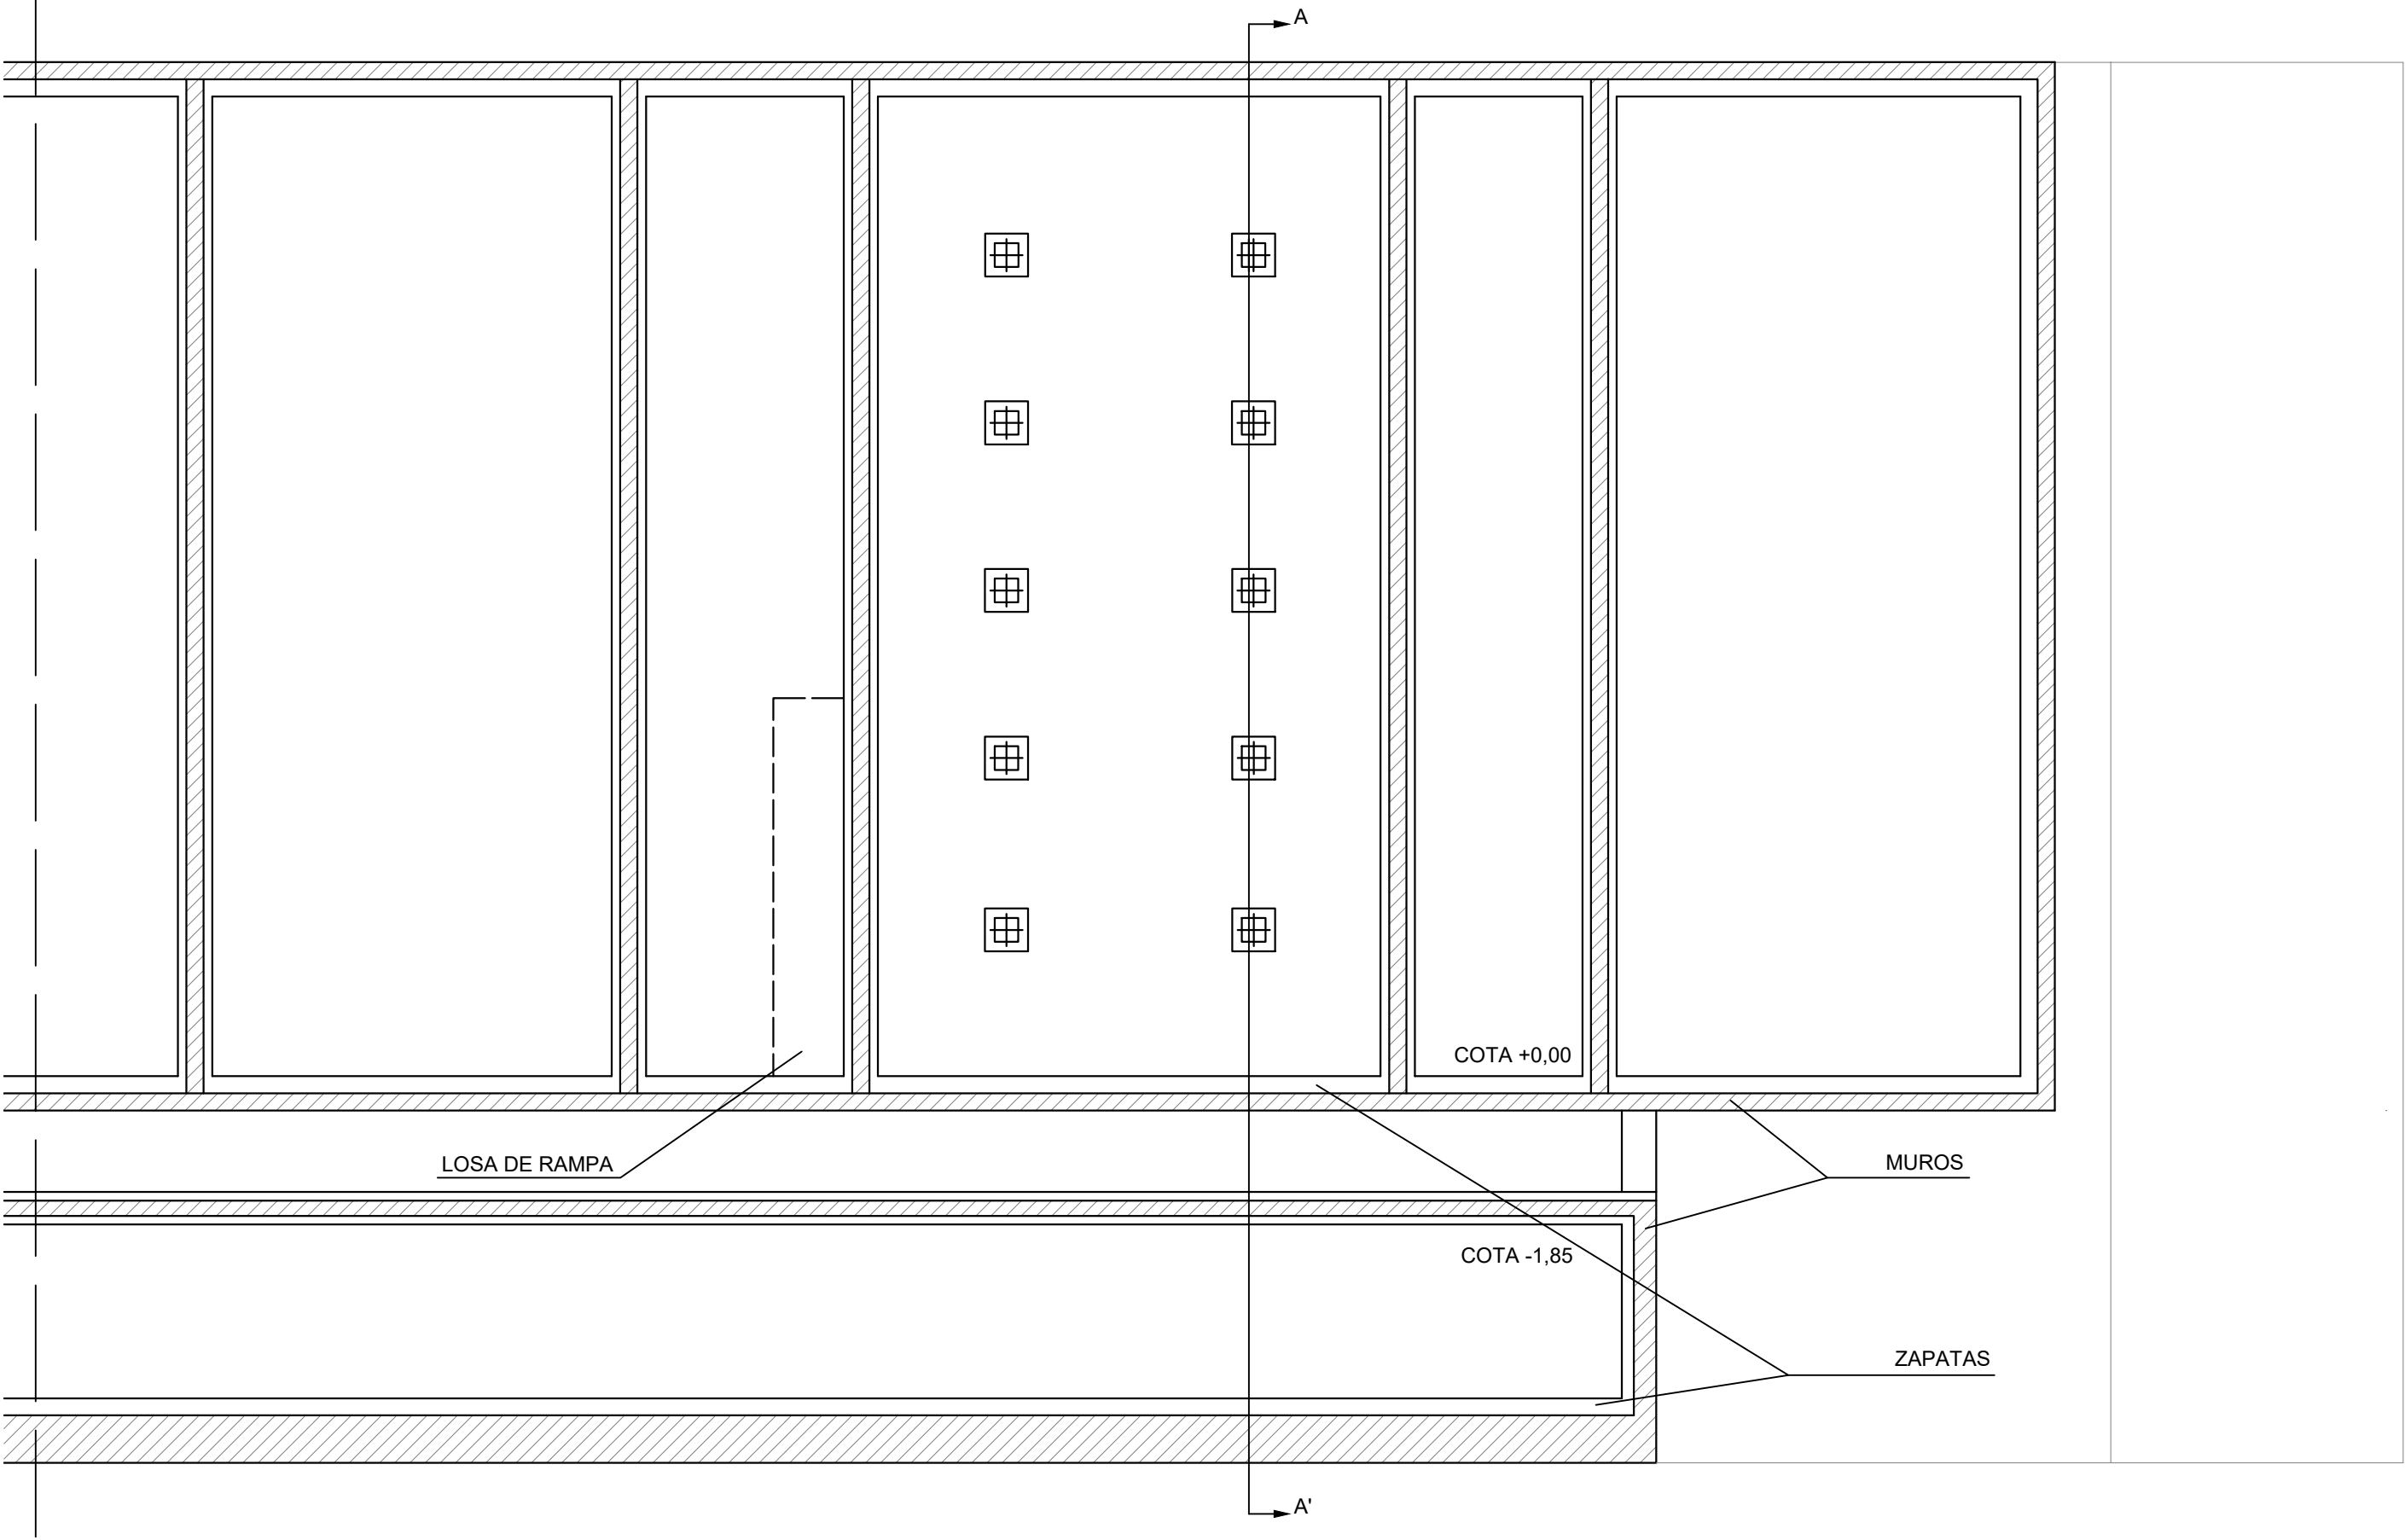 A
COTA +0,00
LOSA DE RAMPA
MUROS
COTA -1,85
ZAPATAS
A'